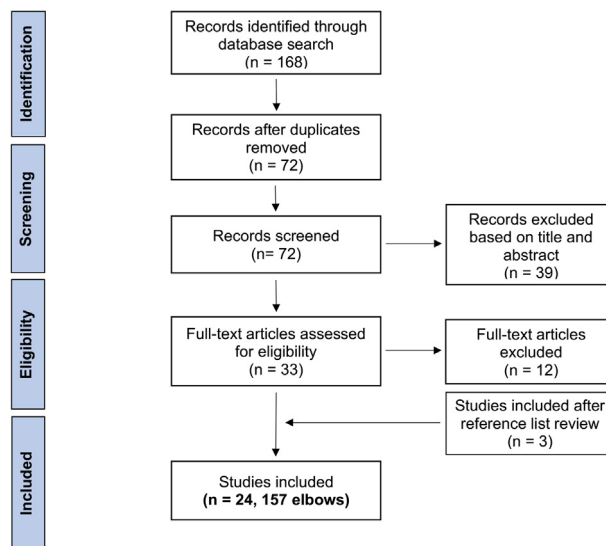 Identification
Records identified through
database search
(n = 168)
Records after duplicates
removed
(n = 72)
Screening
Records screened
(n= 72)
Records excluded
based on title and
abstract
(n = 39)
Eligibility
Full-text articles assessed
for eligibility
(n = 33)
Full-text articles
excluded
(n = 12)
Studies included after
reference list review
(n = 3)
Included
Studies included
(n = 24, 157 elbows)